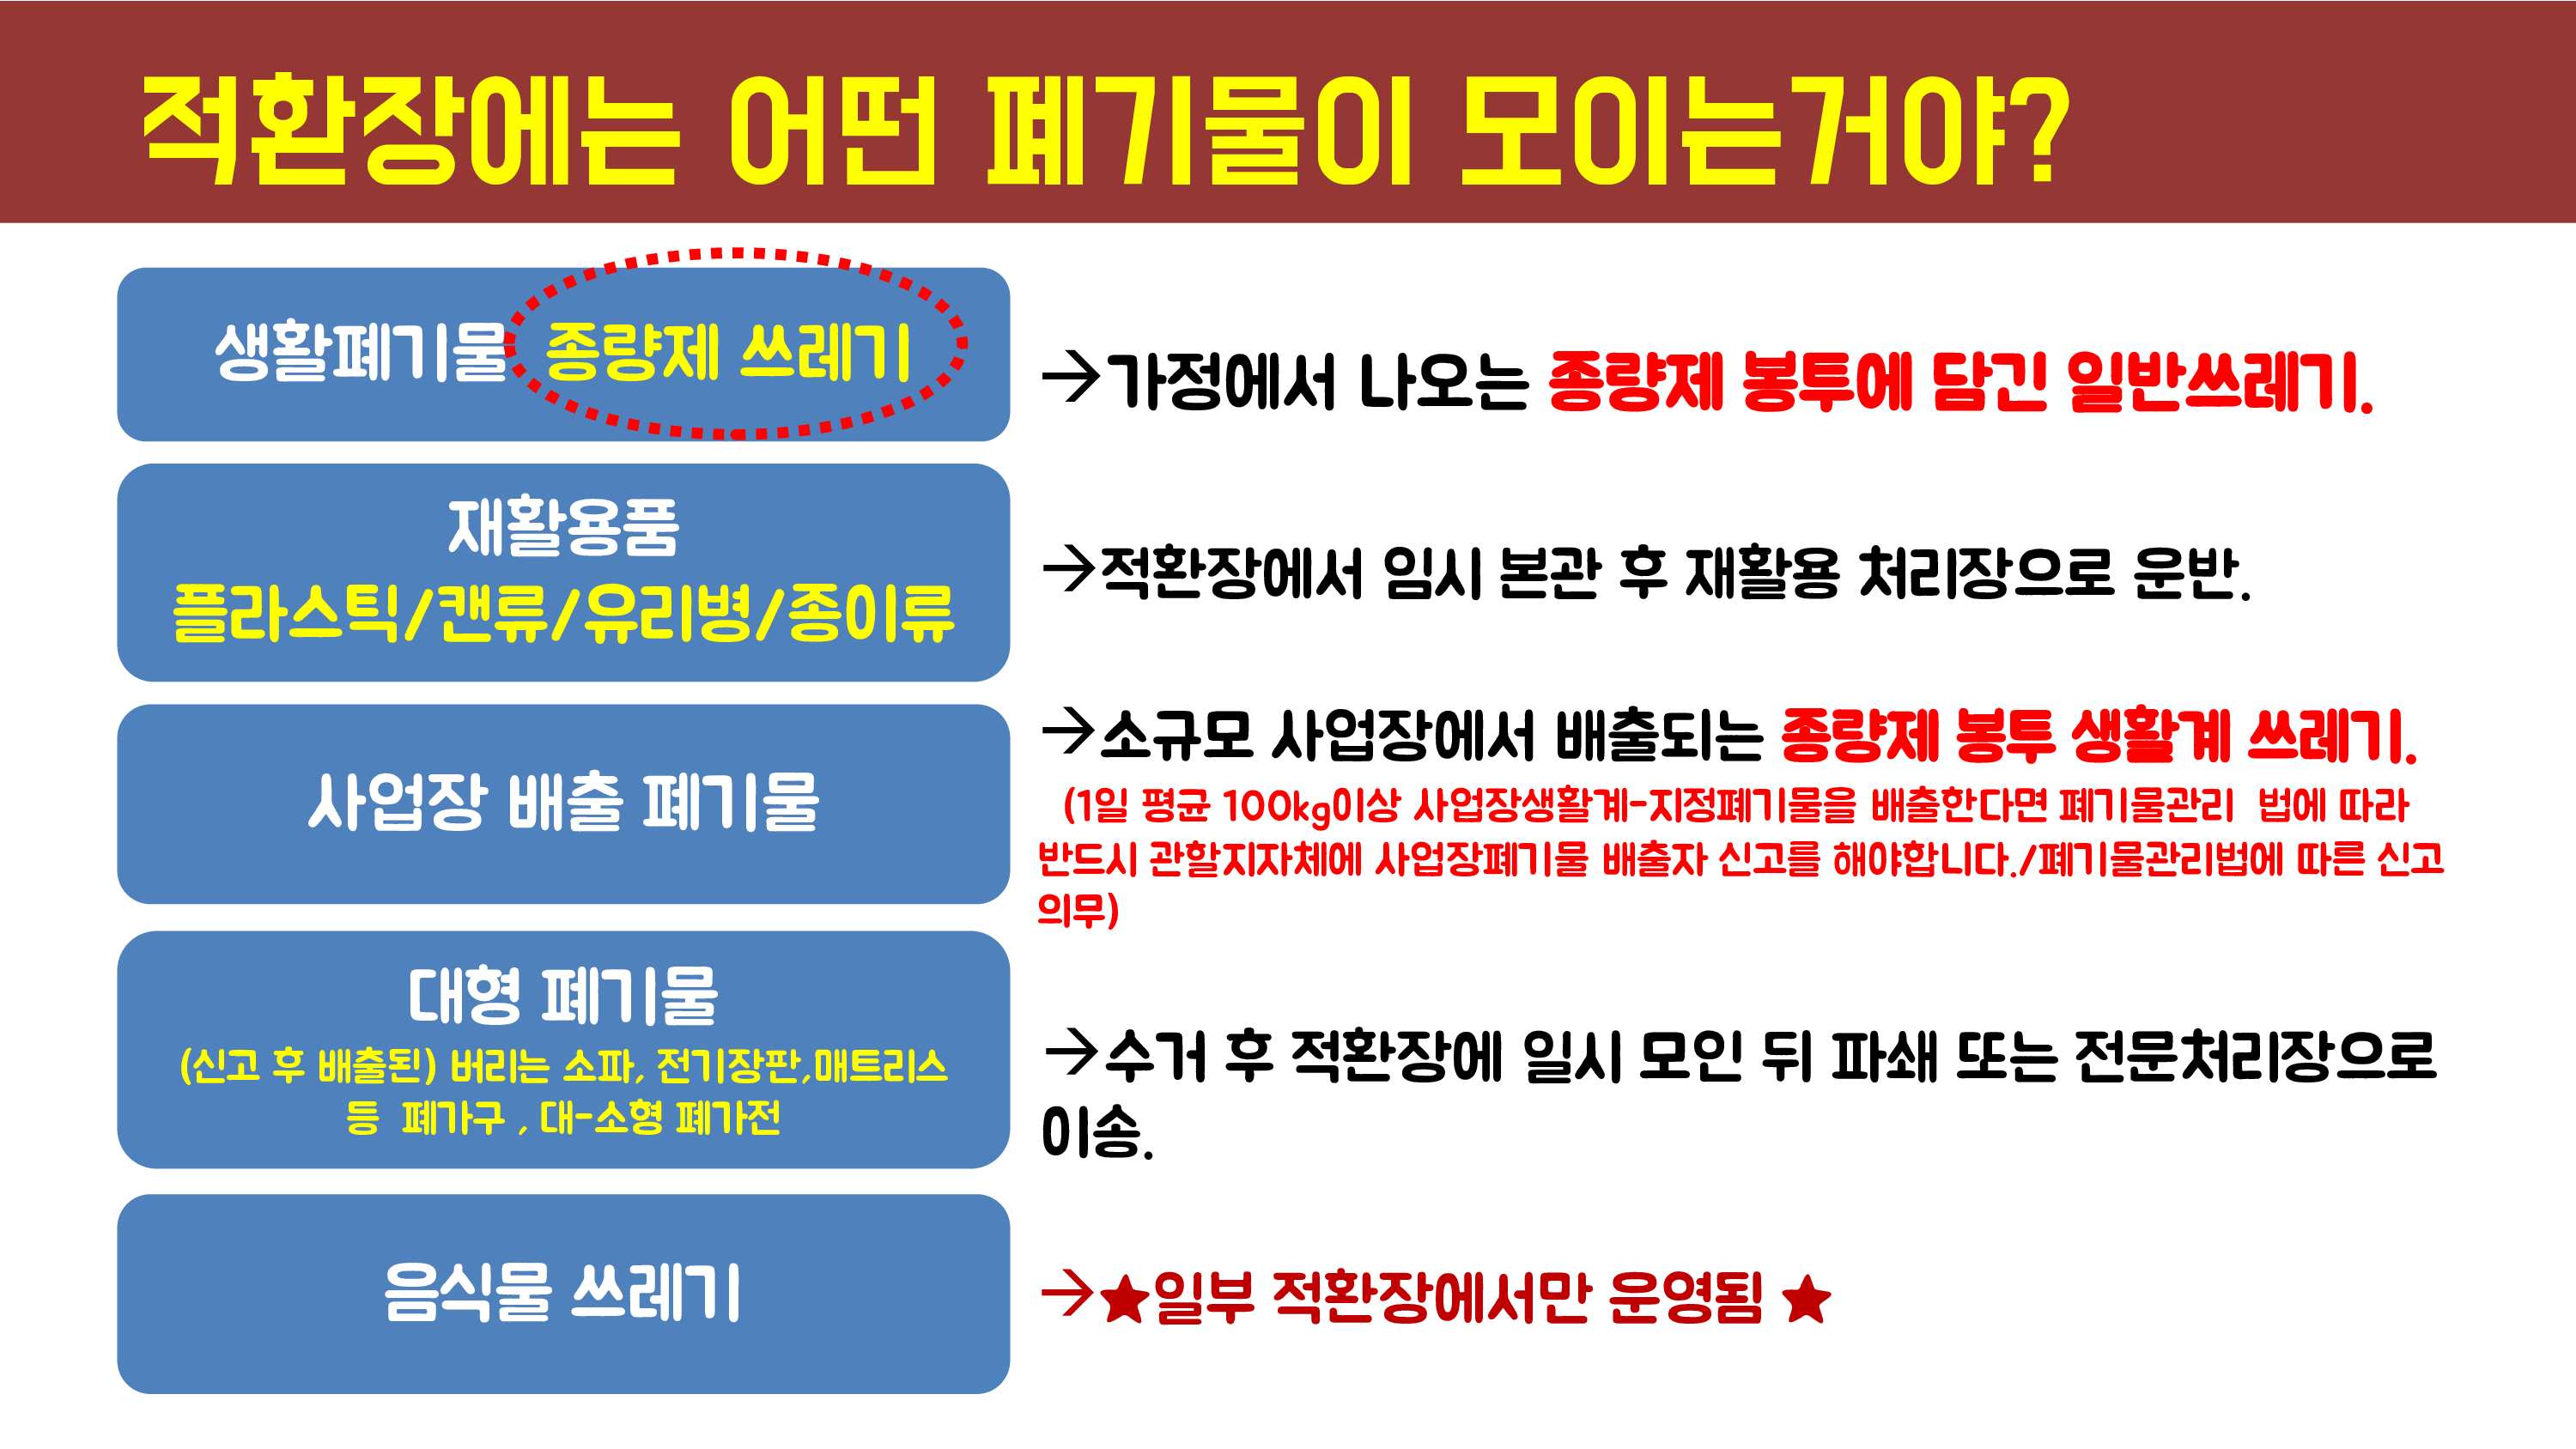 적환장에는 어떤 폐기물이 모이는거야?
생활폐기물 종량제 쓰레기
→가정에서 나오는 종량제 봉투에 담긴 일반쓰레기.
재활용품
플라스틱/캔류/유리병/종이류
→적환장에서 임시 본관 후 재활용 처리장으로 운반.
사업장 배출 폐기물
→소규모 사업장에서 배출되는 종량제 봉투 생활계 쓰레기.
(1일 평균 100kg이상 사업장생활계-지정폐기물을 배출한다면 폐기물관리 법에 따라
반드시 관할지자체에 사업장폐기물 배출자 신고를 해야합니다./폐기물관리법에 따른 신고
의무)
대형 폐기물
(신고 후 배출된) 버리는 소파, 전기장판,매트리스
등 폐가구 , 대-소형 폐가전
→수거 후 적환장에 일시 모인 뒤 파쇄 또는 전문처리장으로
이송.
음식물 쓰레기
→★일부 적환장에서만 운영됨 ★